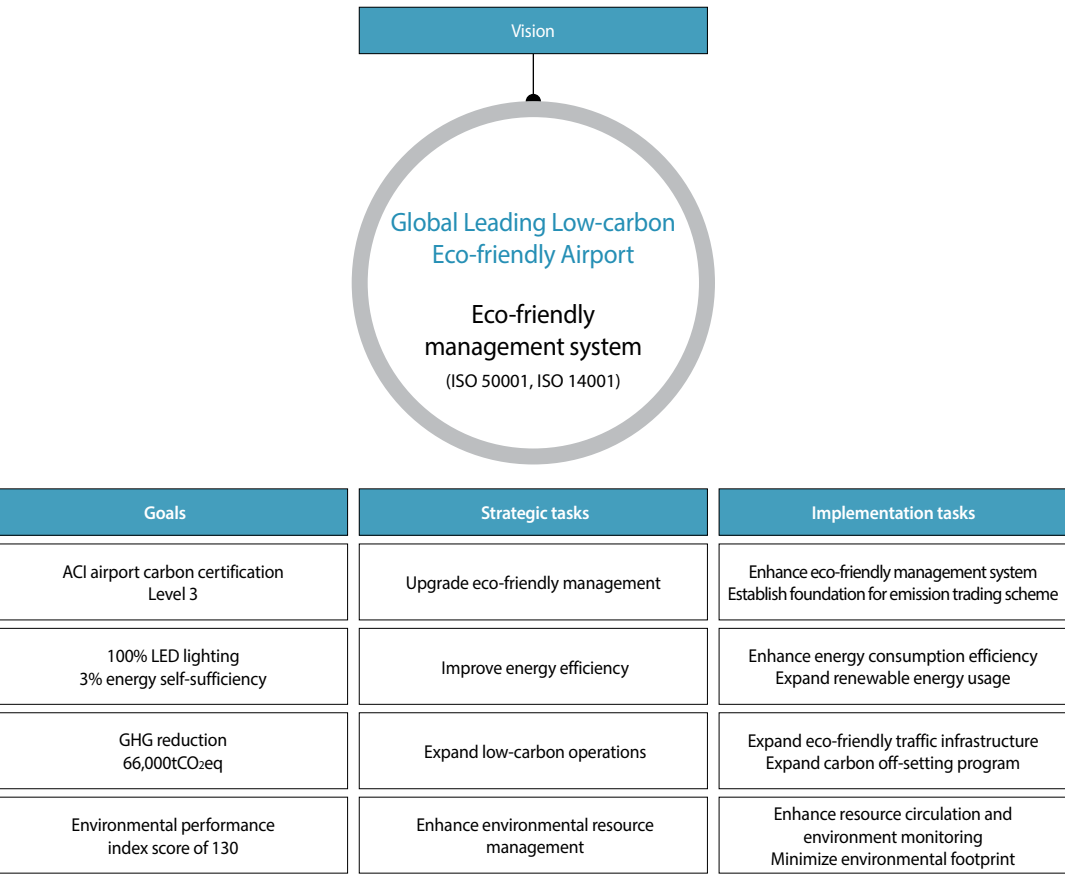 Vision
Global Leading Low-carbon
Eco-friendly Airport
Eco-friendly
management system
(ISO 50001, ISO 14001)
Goals
Strategic tasks
Implementation tasks
ACI airport carbon certification
Level 3
Upgrade eco-friendly management
Enhance eco-friendly management system
Establish foundation for emission trading scheme
100% LED lighting
3% energy self-sufficiency
Improve energy efficiency
Enhance energy consumption efficiency
Expand renewable energy usage
GHG reduction
66,000tCO₂eq
Expand low-carbon operations
Expand eco-friendly traffic infrastructure
Expand carbon off-setting program
Environmental performance
index score of 130
Enhance environmental resource
management
Enhance resource circulation and
environment monitoring
Minimize environmental footprint